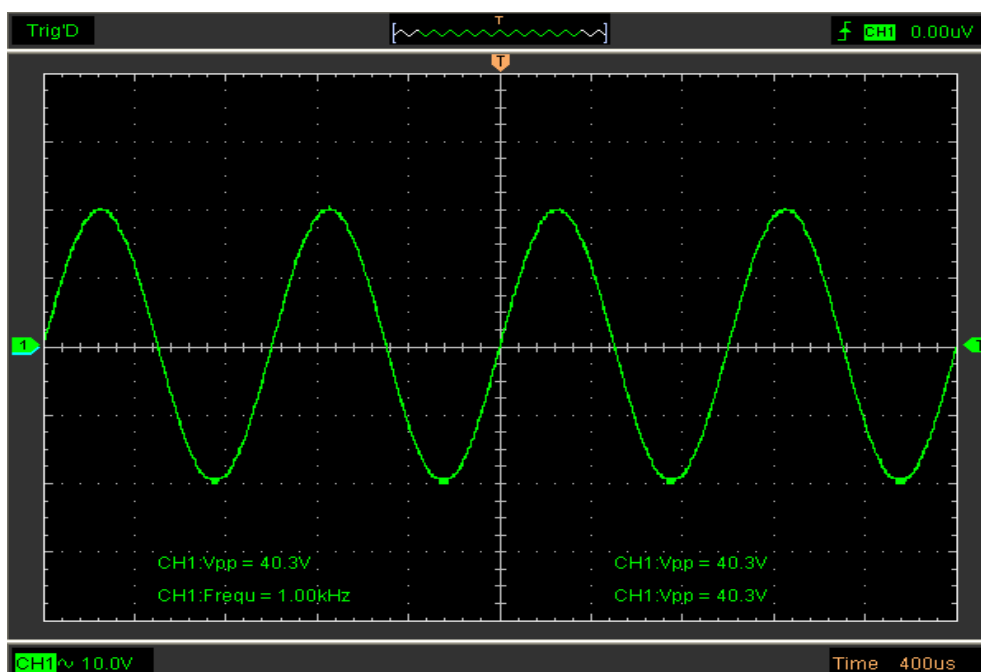 T
Trig'D
CH1 0.00uV
T
1
T
CH1:Vpp = 40.3V
CH1:Vpp = 40.3V
CH1:Frequ = 1.00kHz
CH1:Vpp = 40.3V
CH1 ~ 10.0V
Time 400us